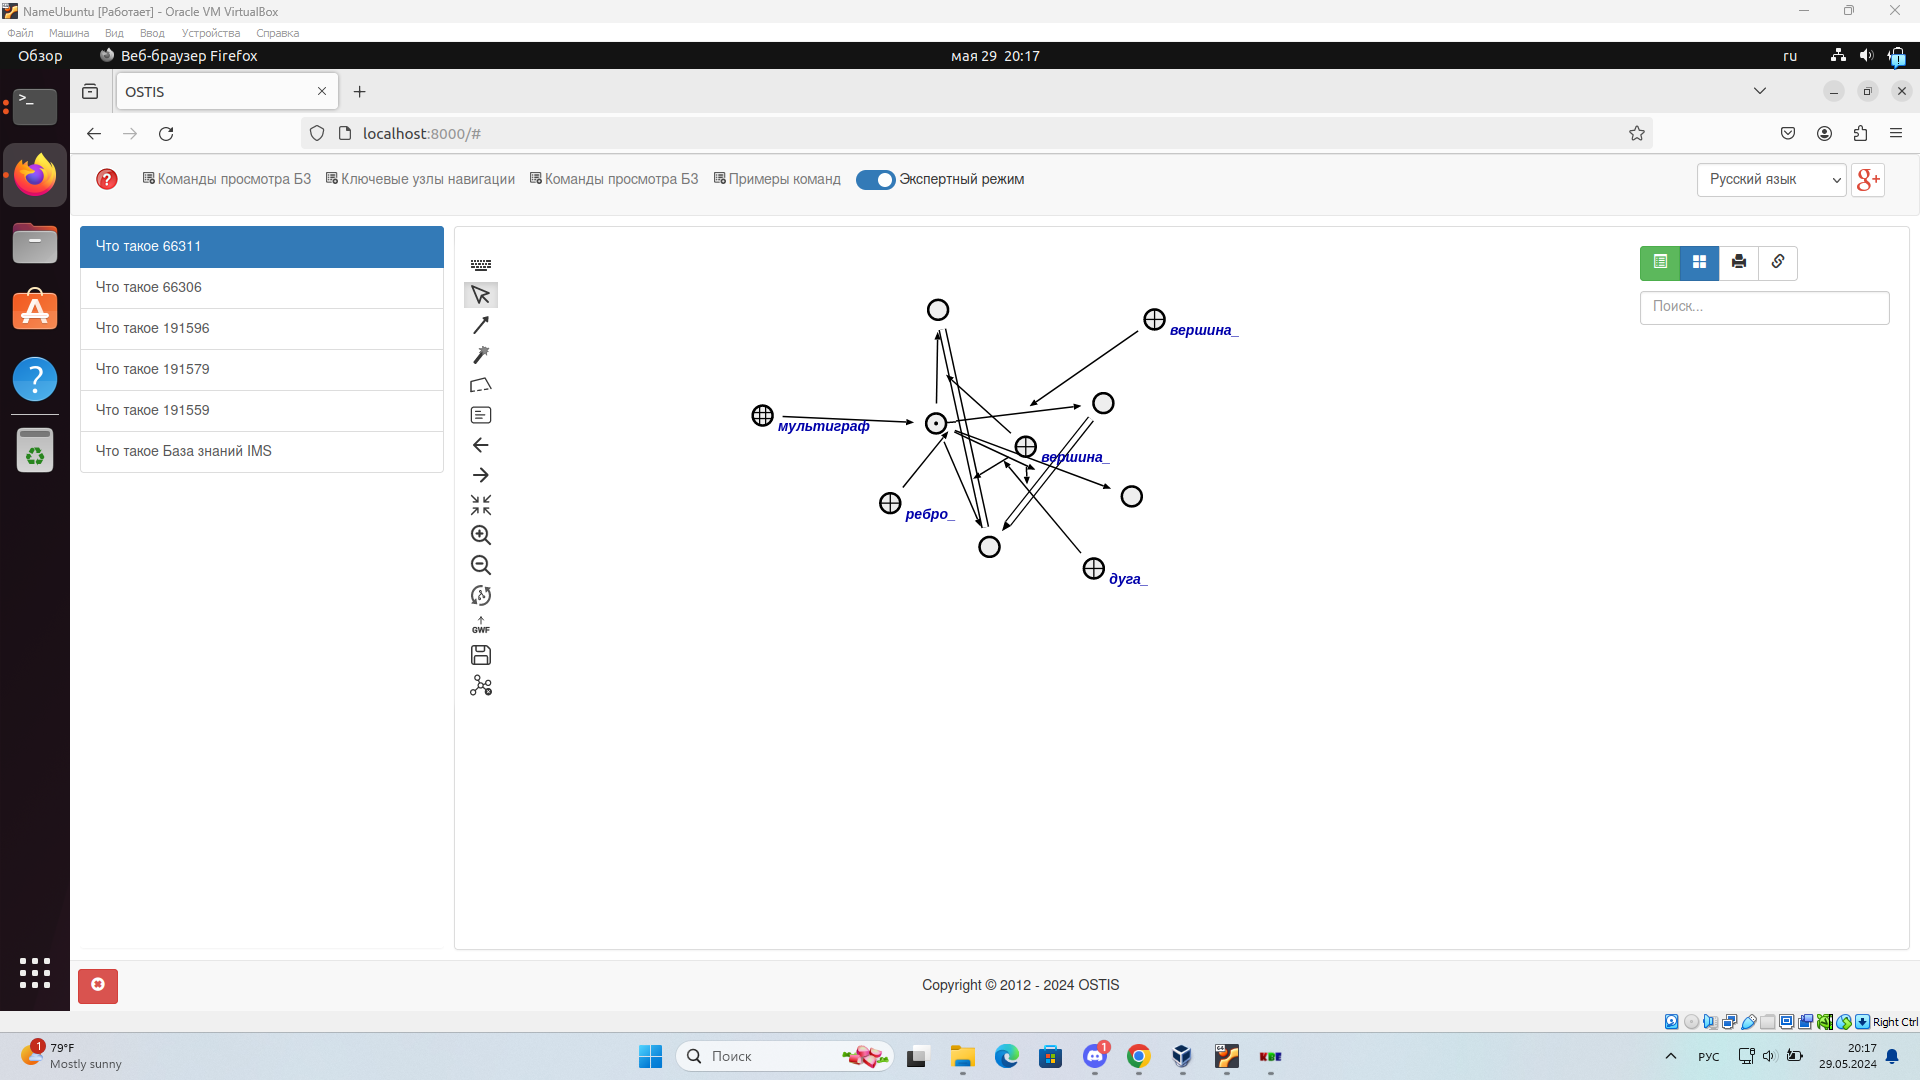 NameUbuntu [Работает] - Oracle VM VirtualBox
Файл Машина Вид Ввод Устройства Справка
Обзор Веб-браузер Firefox мая 29 20:17 ru
OSTIS
localhost:8000/#
Команды просмотра БЗ Ключевые узлы навигации Команды просмотра БЗ Примеры команд Экспертный режим Русский язык g+
Что такое 66311
Что такое 66306
Что такое 191596
Что такое 191579
Что такое 191559
Что такое База знаний IMS
Поиск...
вершина_
мультиграф
вершина_
ребро_
дуга_
GWF
Copyright © 2012 - 2024 OSTIS
Right Ctrl
1
79°F
Mostly sunny
Поиск
1
64
KDE
РУС
20:17
29.05.2024